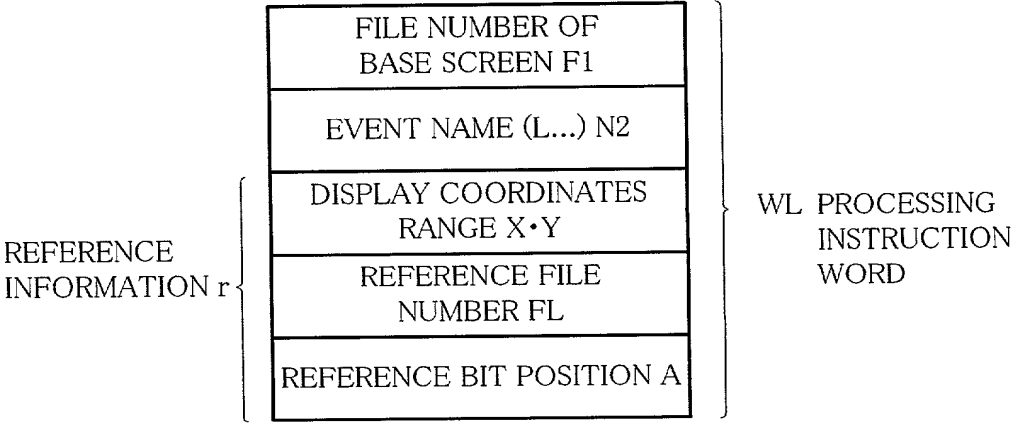 FILE NUMBER OF
BASE SCREEN F1
EVENT NAME (L...) N2
DISPLAY COORDINATES
RANGE X·Y
REFERENCE FILE
NUMBER FL
REFERENCE BIT POSITION A
REFERENCE
INFORMATION r
WL PROCESSING
INSTRUCTION
WORD